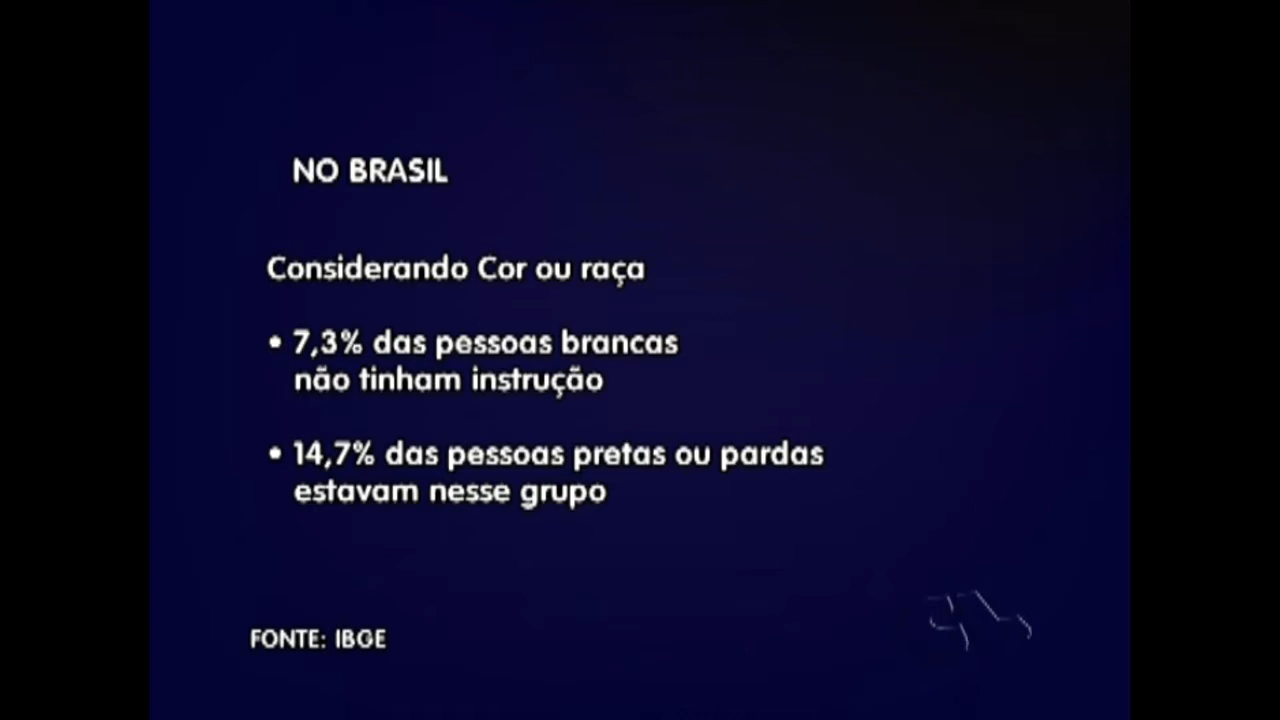 NO BRASIL
Considerando Cor ou raça
• 7,3% das pessoas brancas
não tinham instrução
• 14,7% das pessoas pretas ou pardas
estavam nesse grupo
FONTE: IBGE